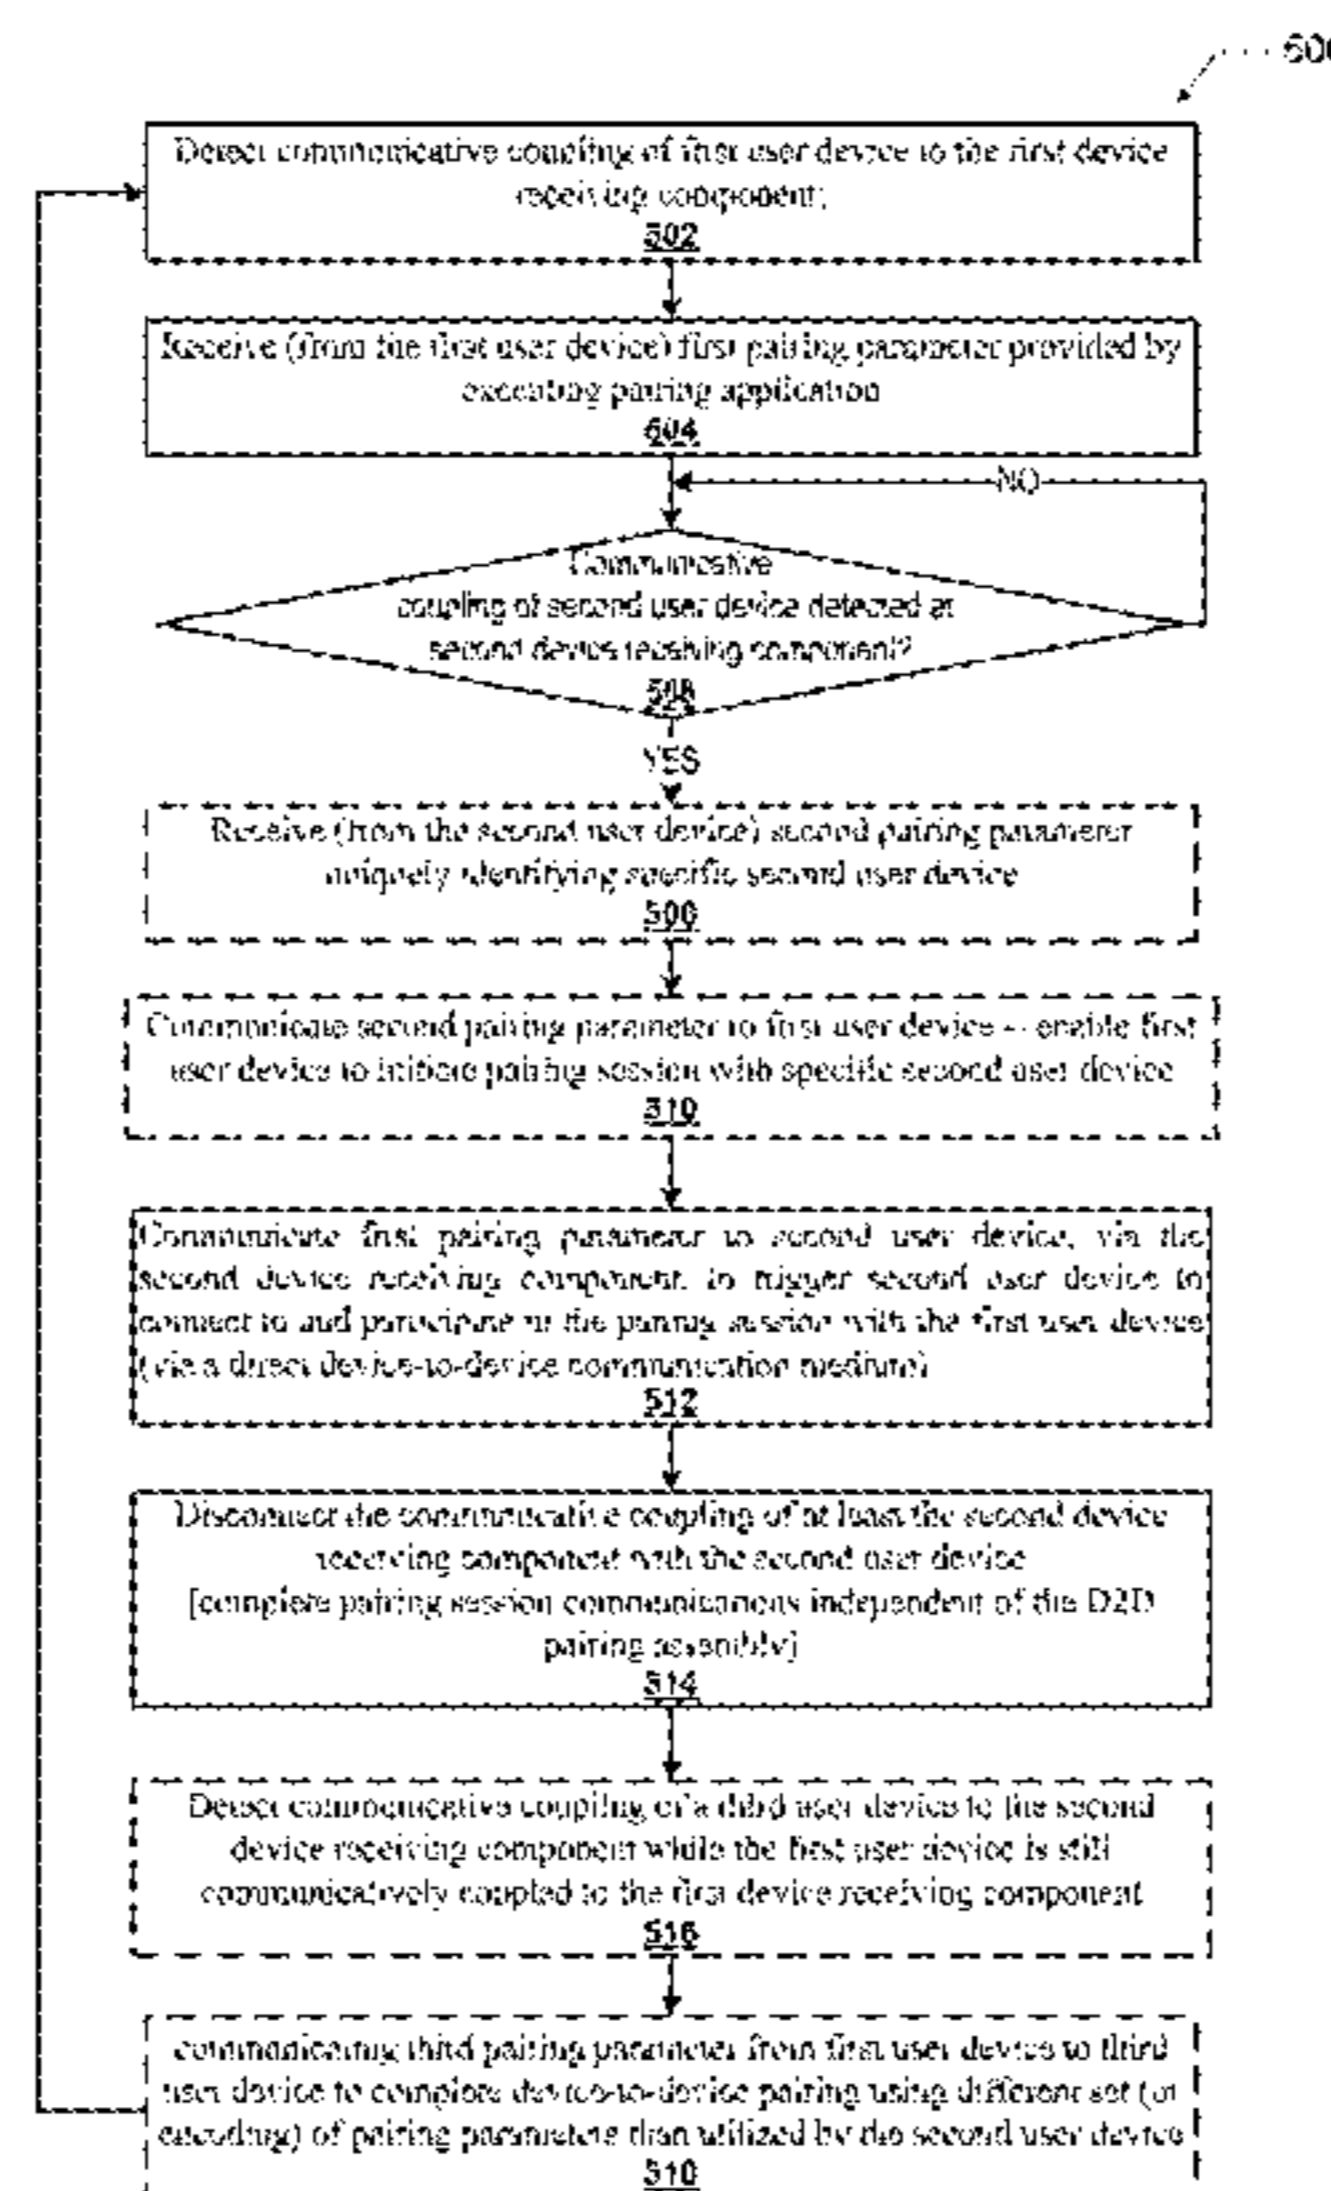 500
Detect communicative coupling of first user device to the first device
receiving component;
502
Receive (from the first user device) first pairing parameter provided by
executing pairing application
504
NO
Communicative
coupling of second user device detected at
second device receiving component?
YES
Receive (from the second user device) second pairing parameter
uniquely identifying specific second user device
Communicate second pairing parameter to first user device -- enable first
user device to initiate pairing session with specific second user device
510
Communicate first pairing parameter to second user device, via the
second device receiving component, to trigger second user device to
connect to and participate in the pairing session with the first user device
(via a direct device-to-device communication medium)
512
Disconnect the communicative coupling of at least the second device
receiving component with the second user device
[complete pairing session communications independent of the D2D
pairing assembly]
514
Detect communicative coupling of a third user device to the second
device receiving component while the first user device is still
communicatively coupled to the first device receiving component
516
communicating third pairing parameter from first user device to third
user device to complete device-to-device pairing using different set (or
encoding) of pairing parameters than utilized by the second user device